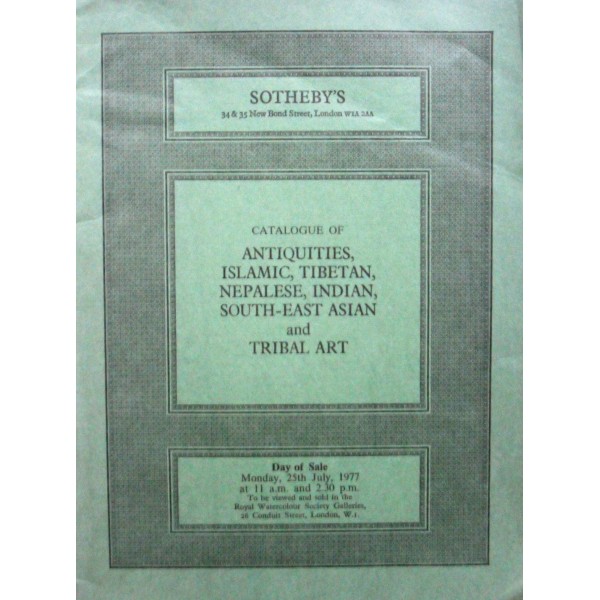 SOTHEBY'S
34 & 35 New Bond Street, London W1A 2AA
CATALOGUE OF
ANTIQUITIES,
ISLAMIC, TIBETAN,
NEPALESE, INDIAN,
SOUTH-EAST ASIAN
and
TRIBAL ART
Day of Sale
Monday, 25th July, 1977
at 11 a.m. and 2.30 p.m.
To be viewed and sold in the
Royal Watercolour Society Galleries,
26 Conduit Street, London, W.1.